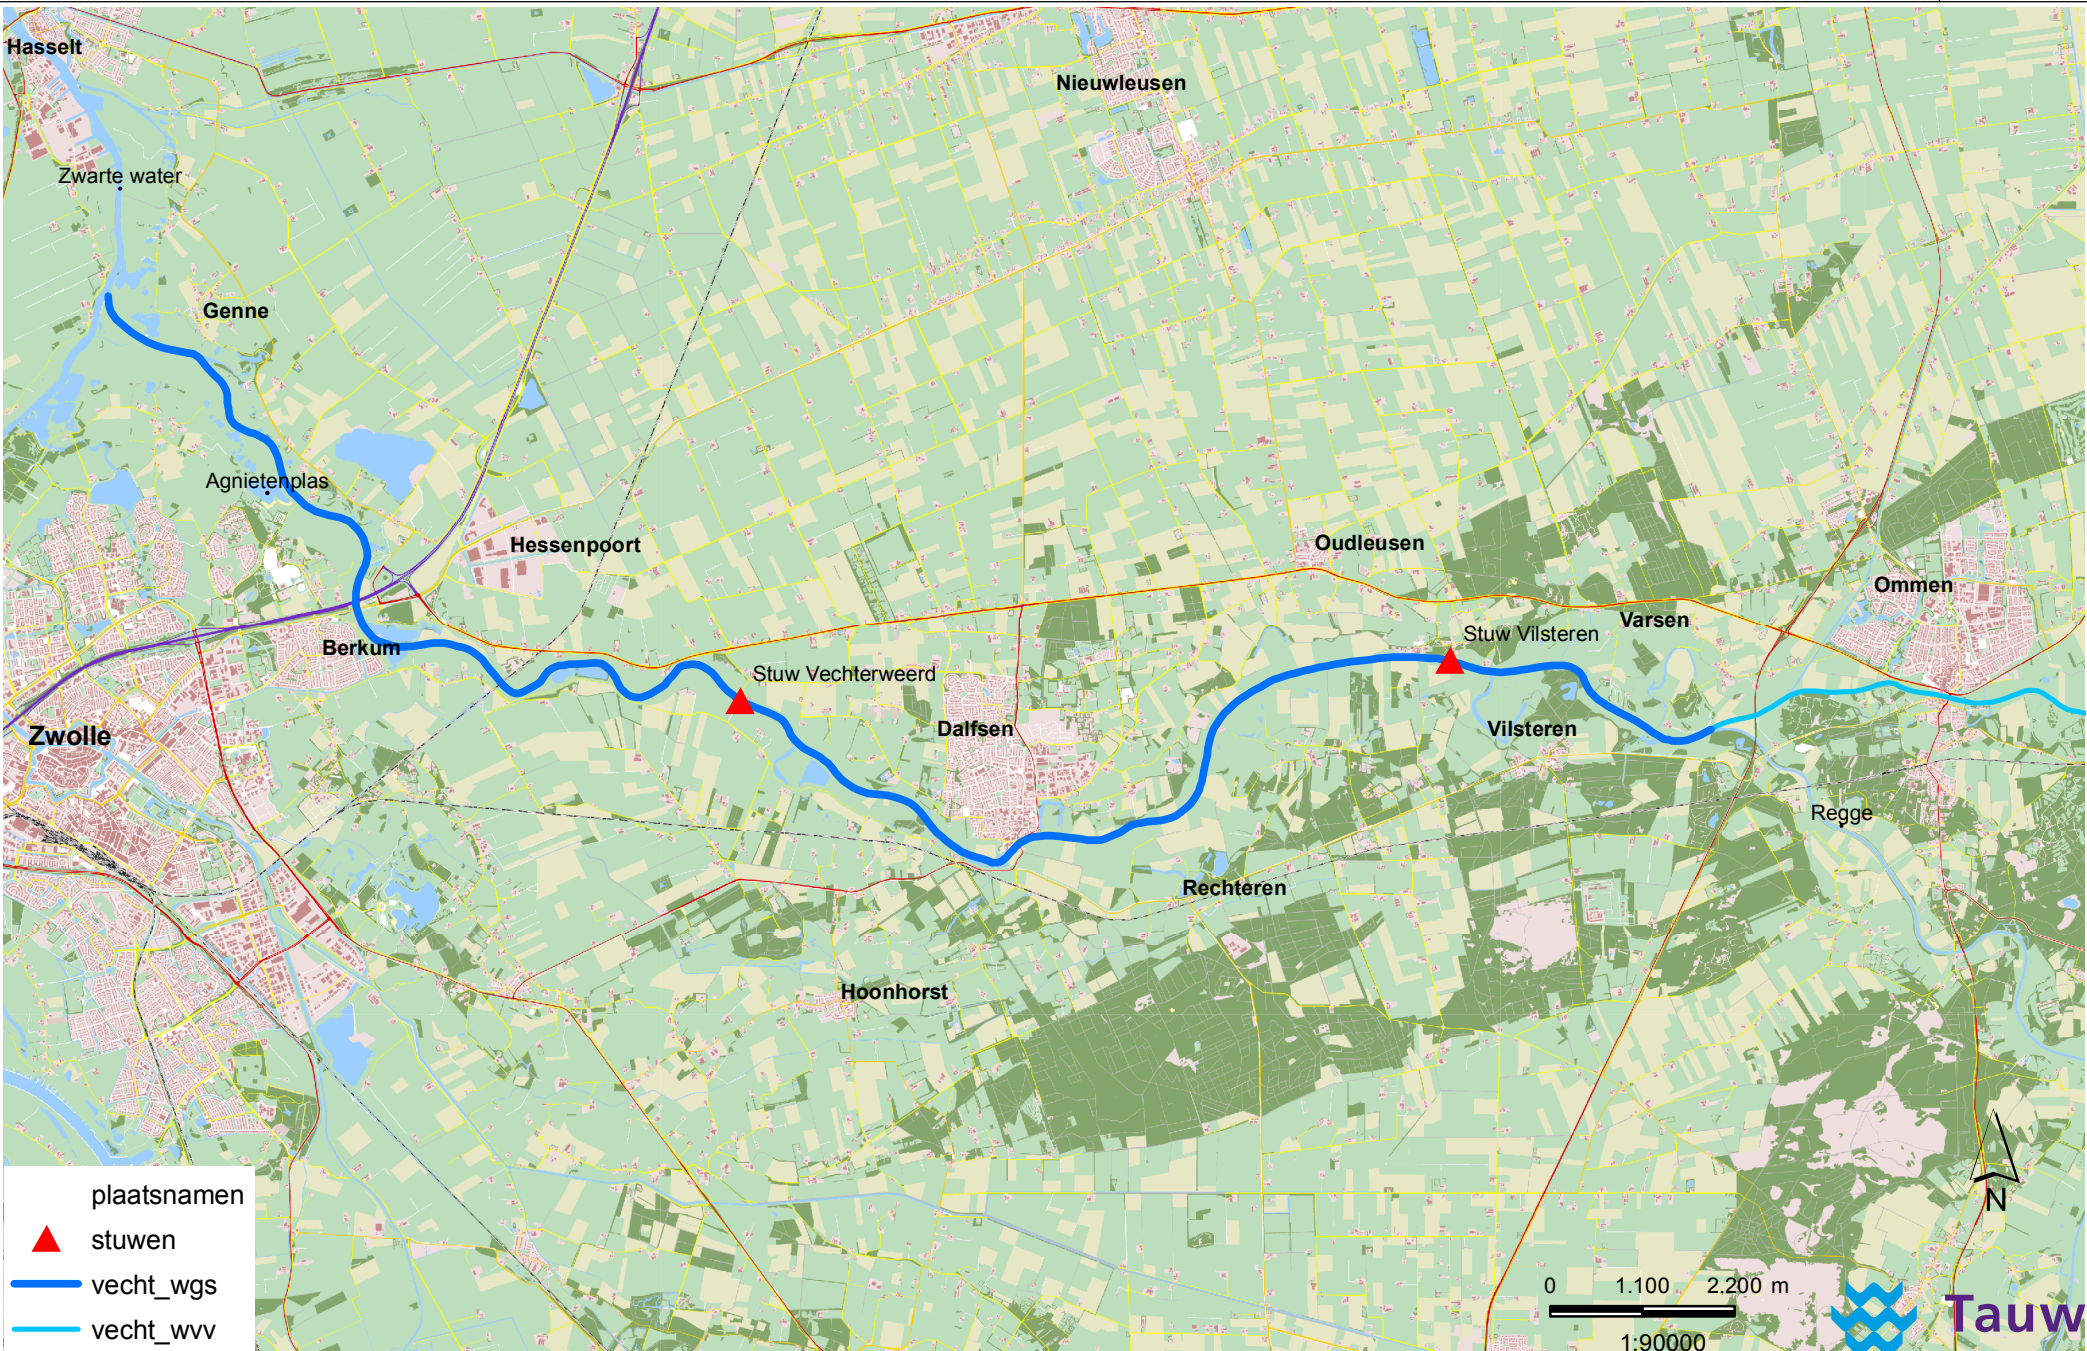 Hasselt
Nieuwleusen
Zwarte water
Genne
Agnietenplas
Hessenpoort
Oudleusen
Ommen
Varsen
Stuw Vilsteren
Berkum
Stuw Vechterweerd
Dalfsen
Vilsteren
Zwolle
Regge
Rechteren
Hoonhorst
plaatsnamen
stuwen
vecht_wgs
vecht_wvv
N
0 1.100 2.200 m
1:90000
Tauw